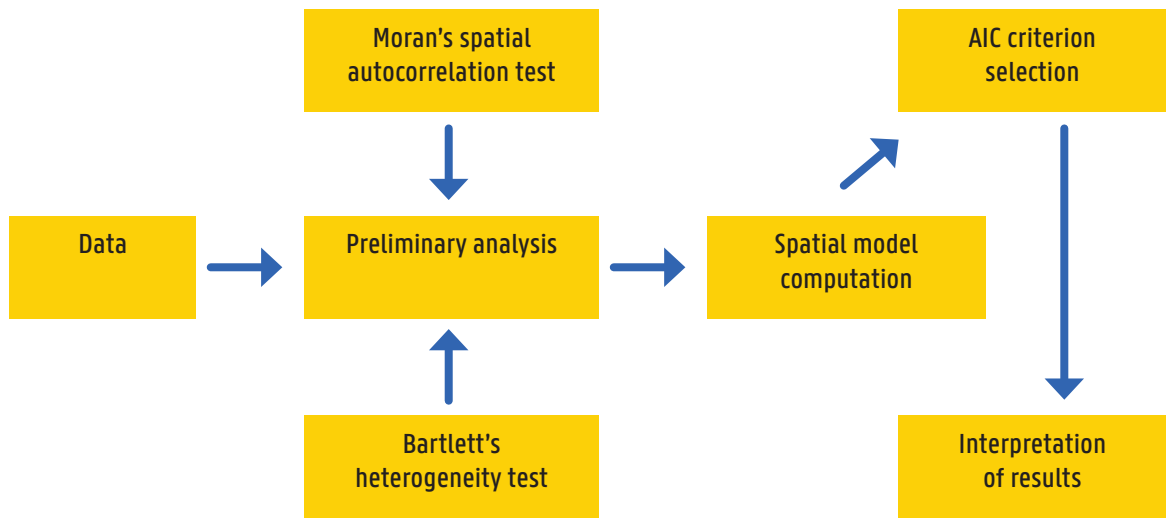 Moran’s spatial
autocorrelation test
AIC criterion
selection
Data
Preliminary analysis
Spatial model
computation
Bartlett’s
heterogeneity test
Interpretation
of results